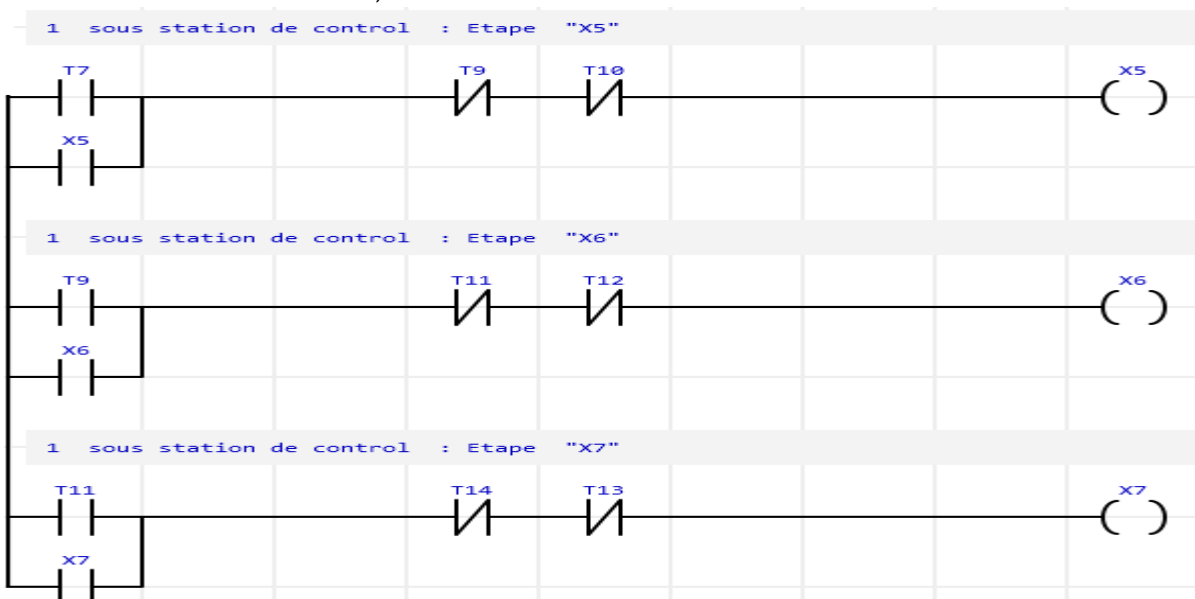 1 sous station de control : Etape "X5"
T7 T9 T10 X5
X5
1 sous station de control : Etape "X6"
T9 T11 T12 X6
X6
1 sous station de control : Etape "X7"
T11 T14 T13 X7
X7